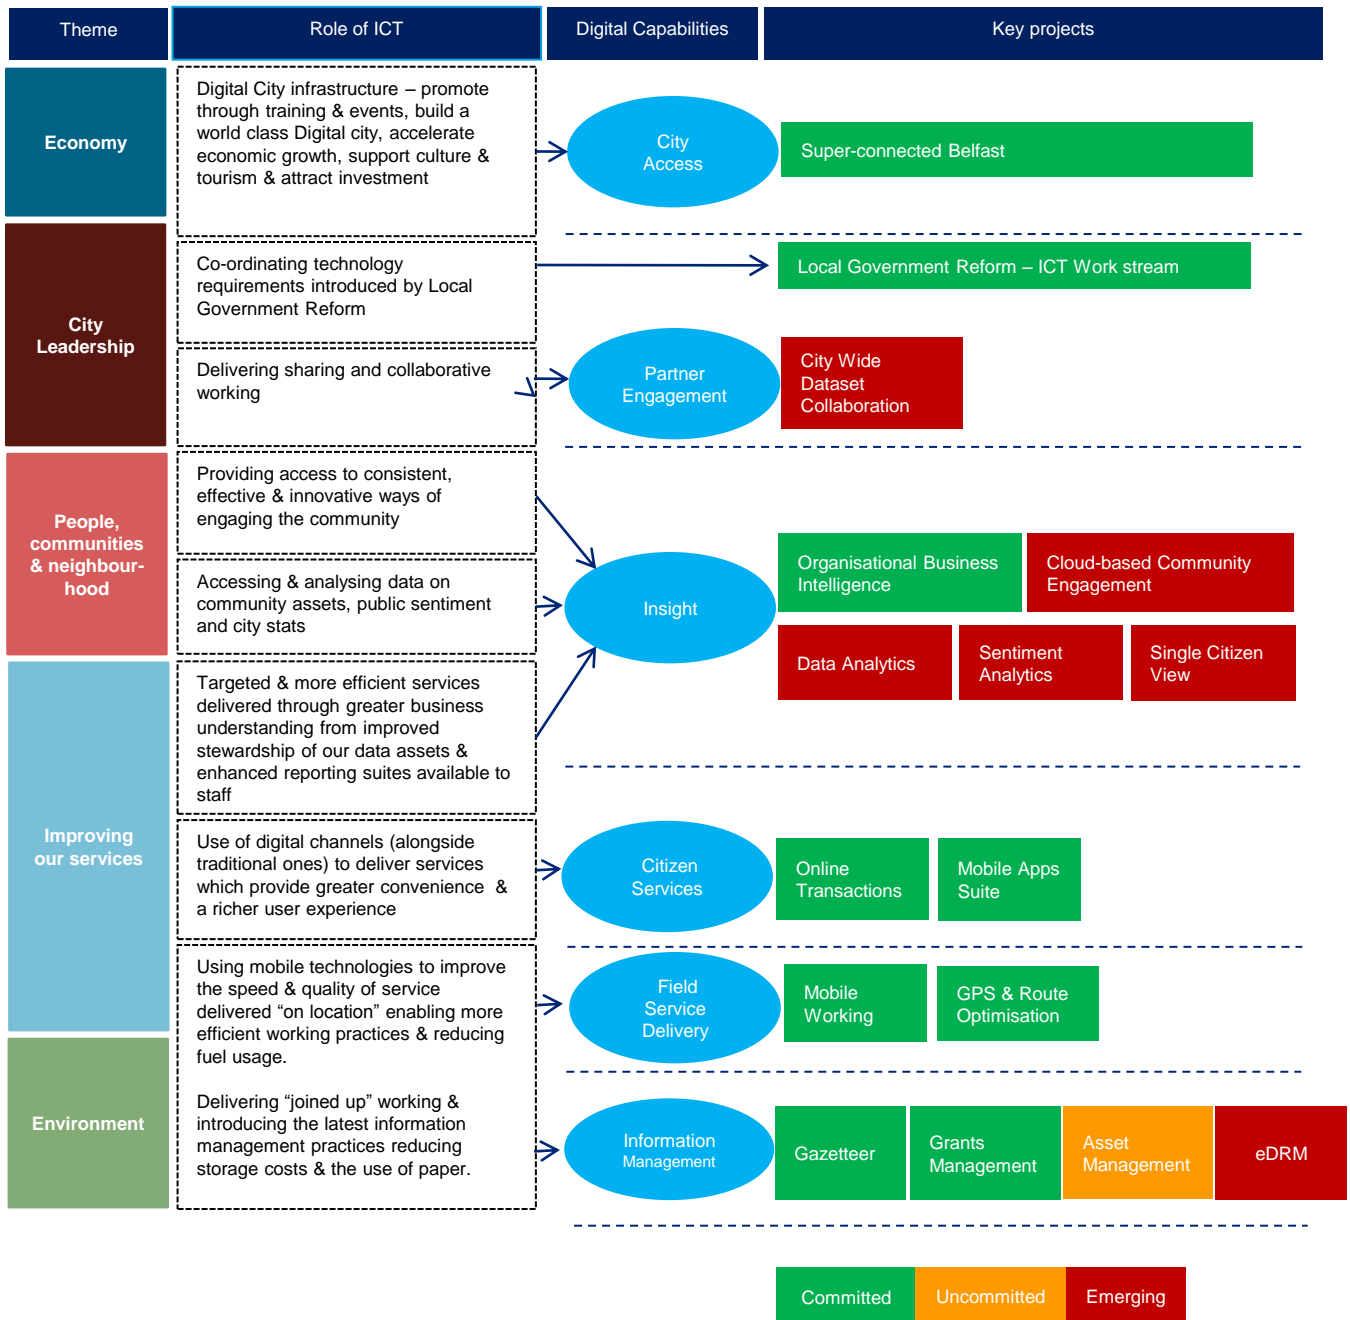 Theme
Role of ICT
Digital Capabilities
Key projects
Economy
Digital City infrastructure – promote
through training & events, build a
world class Digital city, accelerate
economic growth, support culture &
tourism & attract investment
City
Access
Super-connected Belfast
City
Leadership
Co-ordinating technology
requirements introduced by Local
Government Reform
Local Government Reform – ICT Work stream
Delivering sharing and collaborative
working
Partner
Engagement
City Wide
Dataset
Collaboration
People,
communities
& neighbour-
hood
Providing access to consistent,
effective & innovative ways of
engaging the community
Accessing & analysing data on
community assets, public sentiment
and city stats
Insight
Organisational Business
Intelligence
Cloud-based Community
Engagement
Data Analytics
Sentiment
Analytics
Single Citizen
View
Improving
our services
Targeted & more efficient services
delivered through greater business
understanding from improved
stewardship of our data assets &
enhanced reporting suites available to
staff
Use of digital channels (alongside
traditional ones) to deliver services
which provide greater convenience &
a richer user experience
Citizen
Services
Online
Transactions
Mobile Apps
Suite
Using mobile technologies to improve
the speed & quality of service
delivered “on location” enabling more
efficient working practices & reducing
fuel usage.
Field
Service
Delivery
Mobile
Working
GPS & Route
Optimisation
Environment
Delivering “joined up” working &
introducing the latest information
management practices reducing
storage costs & the use of paper.
Information
Management
Gazetteer
Grants
Management
Asset
Management
eDRM
Committed
Uncommitted
Emerging